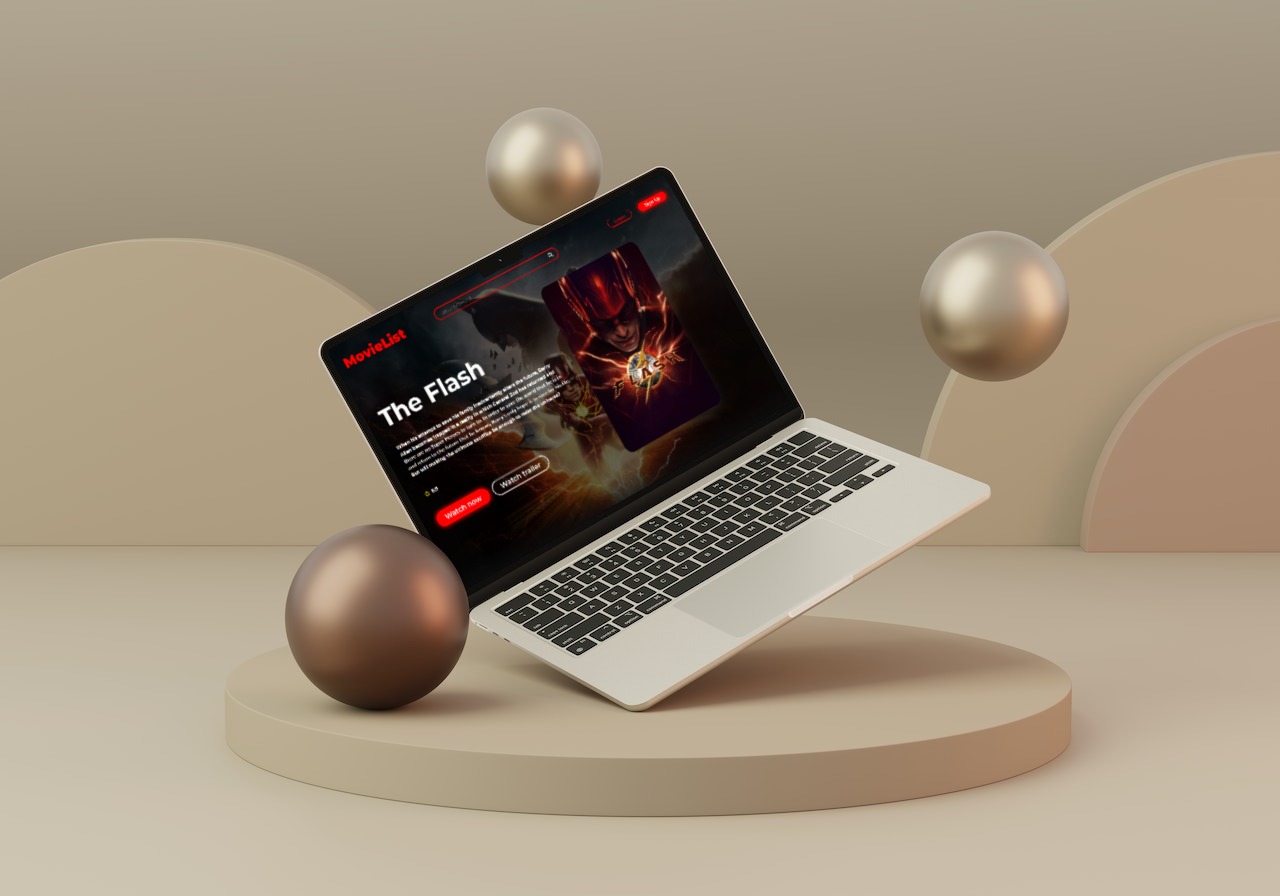 Sign Up
MovieList
The Flash
When his attempt to save his family inadvertently alters the future, Barry
Allen becomes trapped in a reality in which General Zod has returned and
there are no Super Heroes to turn to. In order to save the world that he is in
and return to the future that he knows, Barry's only hope is to race for his life.
But will making the ultimate sacrifice be enough to reset the universe?
Watch now
Watch trailer